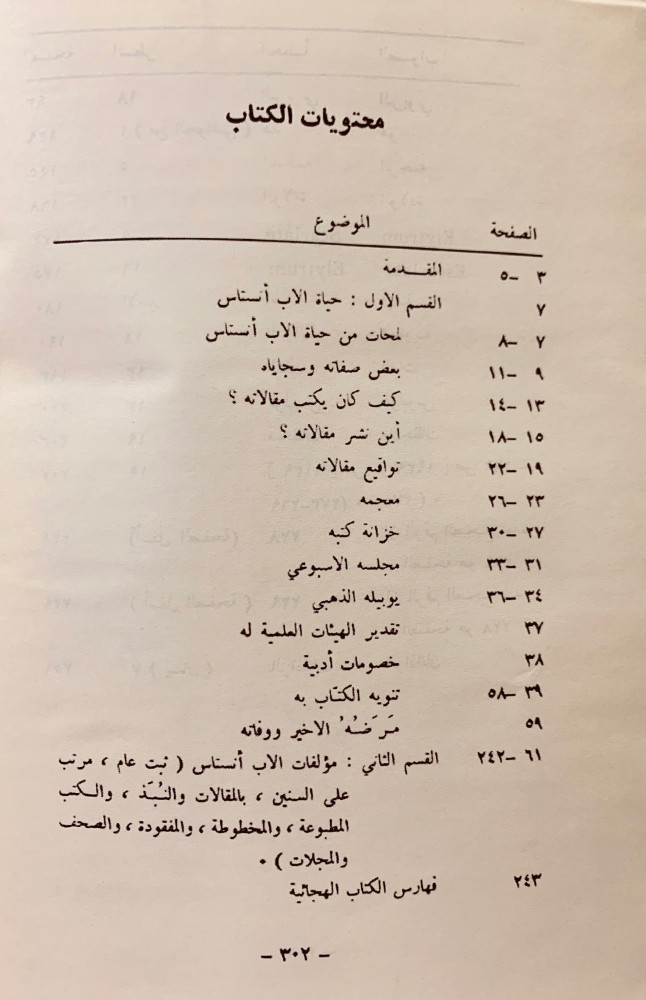 محتويات الكتاب
الصفحة الموضوع
٣ -٥ المقدمة
٧ القسم الاول : حياة الاب أنستاس
٧ -٨ لمحات من حياة الاب أنستاس
٩ -١١ بعض صفاته وسجاياه
١٣ -١٤ كيف كان يكتب مقالاته ؟
١٥ -١٨ أين نشر مقالاته ؟
١٩ -٢٢ تواقيع مقالاته
٢٣ -٢٦ معجمه
٢٧ -٣٠ خزانة كتبه
٣١ -٣٣ مجلسه الاسبوعي
٣٤ -٣٦ يوبيله الذهبي
٣٧ تقدير الهيئات العلمية له
٣٨ خصومات أدبية
٣٩ -٥٨ تنويه الكتّاب به
٥٩ مَرَضُهُ الاخير ووفاته
٦١ -٢٤٢ القسم الثاني : مؤلفات الاب أنستاس ( ثبت عام ، مرتب
على السنين ، بالمقالات والنُبَذ ، والكتب
المطبوعة ، والمخطوطة ، والمفقودة ، والصحف
والمجلات ) ٠
٢٤٣ فهارس الكتاب الهجائية
- ٣٠٢ -